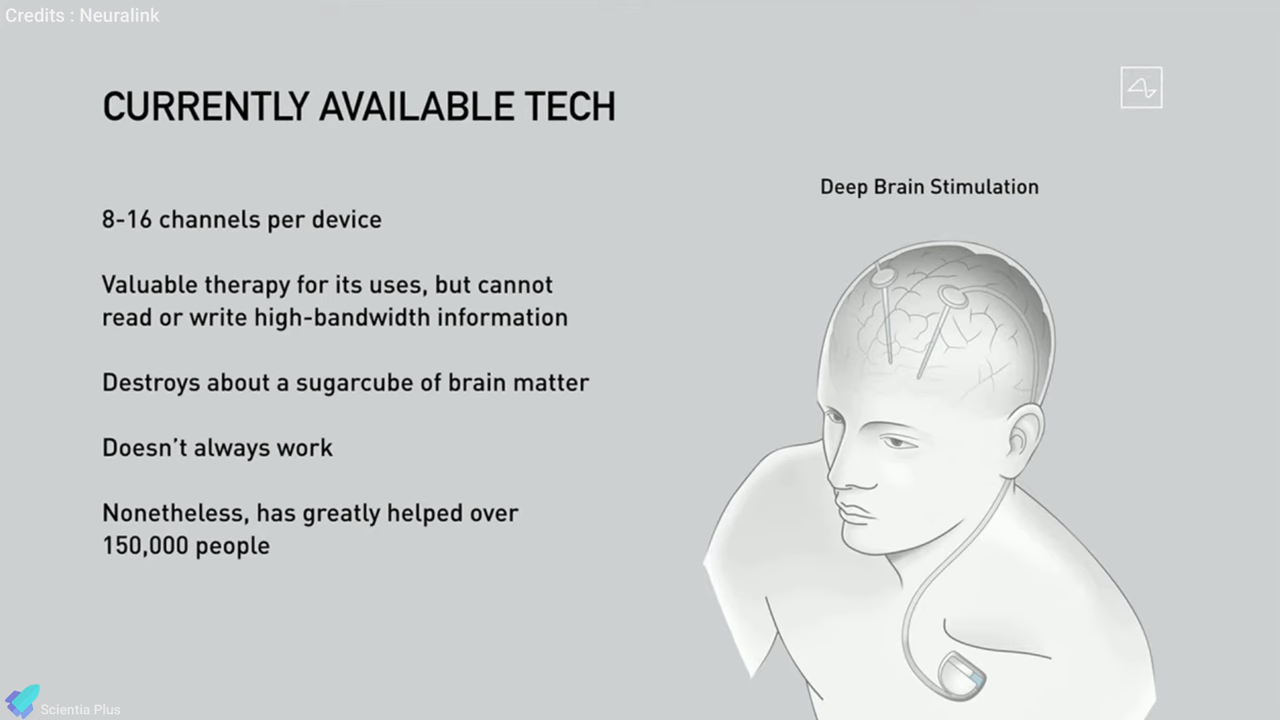 Credits : Neuralink
CURRENTLY AVAILABLE TECH
8-16 channels per device
Valuable therapy for its uses, but cannot
read or write high-bandwidth information
Destroys about a sugarcube of brain matter
Doesn’t always work
Nonetheless, has greatly helped over
150,000 people
Deep Brain Stimulation
Scientia Plus